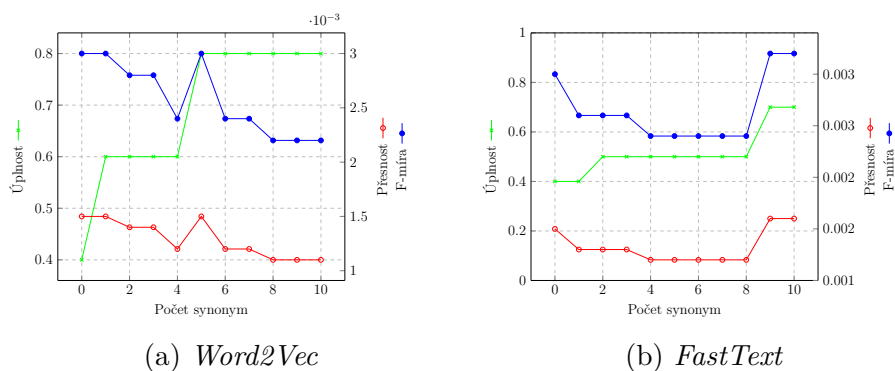 ·10⁻³
0.8
0.7
0.6
0.5
0.4
3
2.5
2
1.5
1
0 2 4 6 8 10
Počet synonym
Úplnost
Přesnost
F-míra
(a) Word2Vec
1
0.8
0.6
0.4
0.2
0
0.003
0.003
0.002
0.002
0.001
0 2 4 6 8 10
Počet synonym
Úplnost
Přesnost
F-míra
(b) FastText